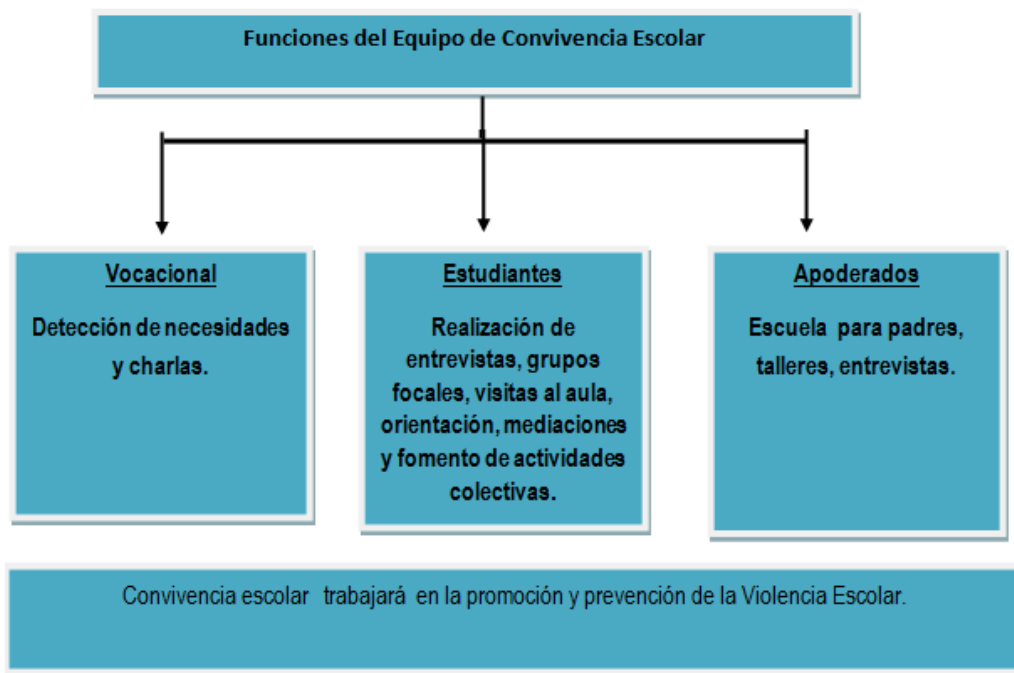 Funciones del Equipo de Convivencia Escolar
Vocacional
Detección de necesidades
y charlas.
Estudiantes
Realización de
entrevistas, grupos
focales, visitas al aula,
orientación, mediaciones
y fomento de actividades
colectivas.
Apoderados
Escuela para padres,
talleres, entrevistas.
Convivencia escolar trabajará en la promoción y prevención de la Violencia Escolar.